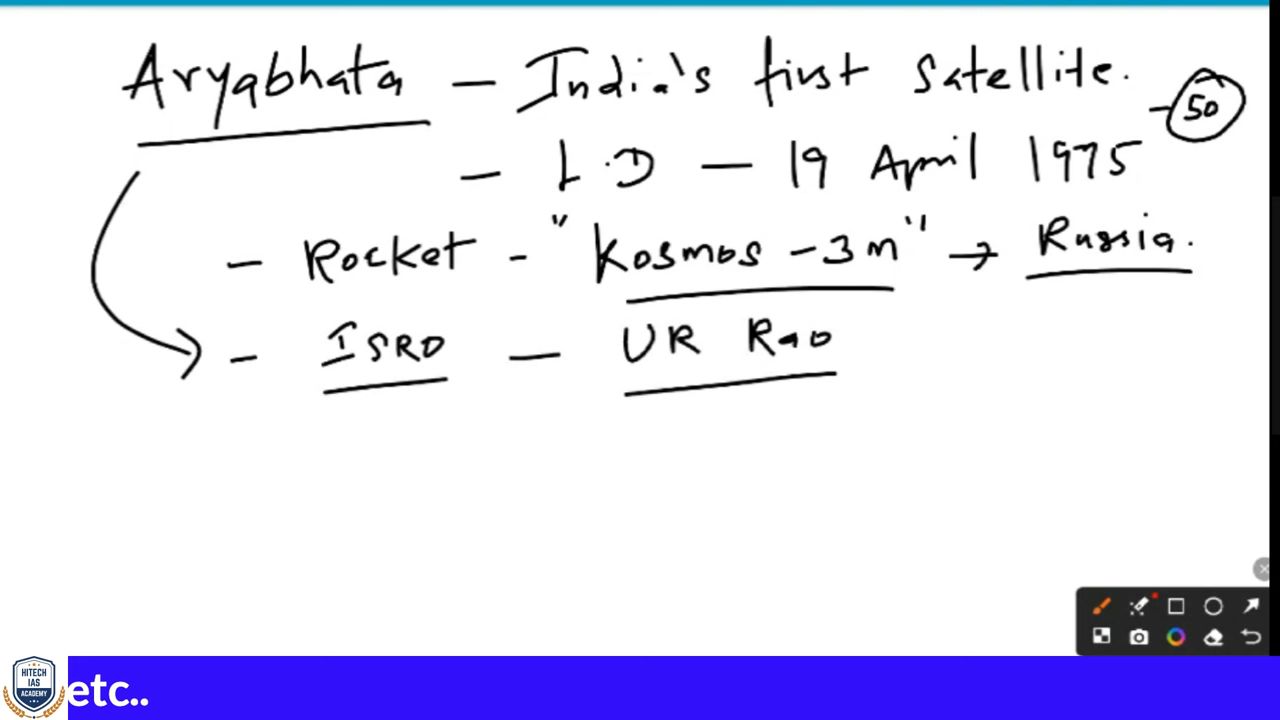 Aryabhata – India's first Satellite.
– 50
– L.D – 19 April 1975
– Rocket - "Kosmos - 3M" → Russia.
– ISRO – UR Rao
HITECH
IAS
ACADEMY
etc..